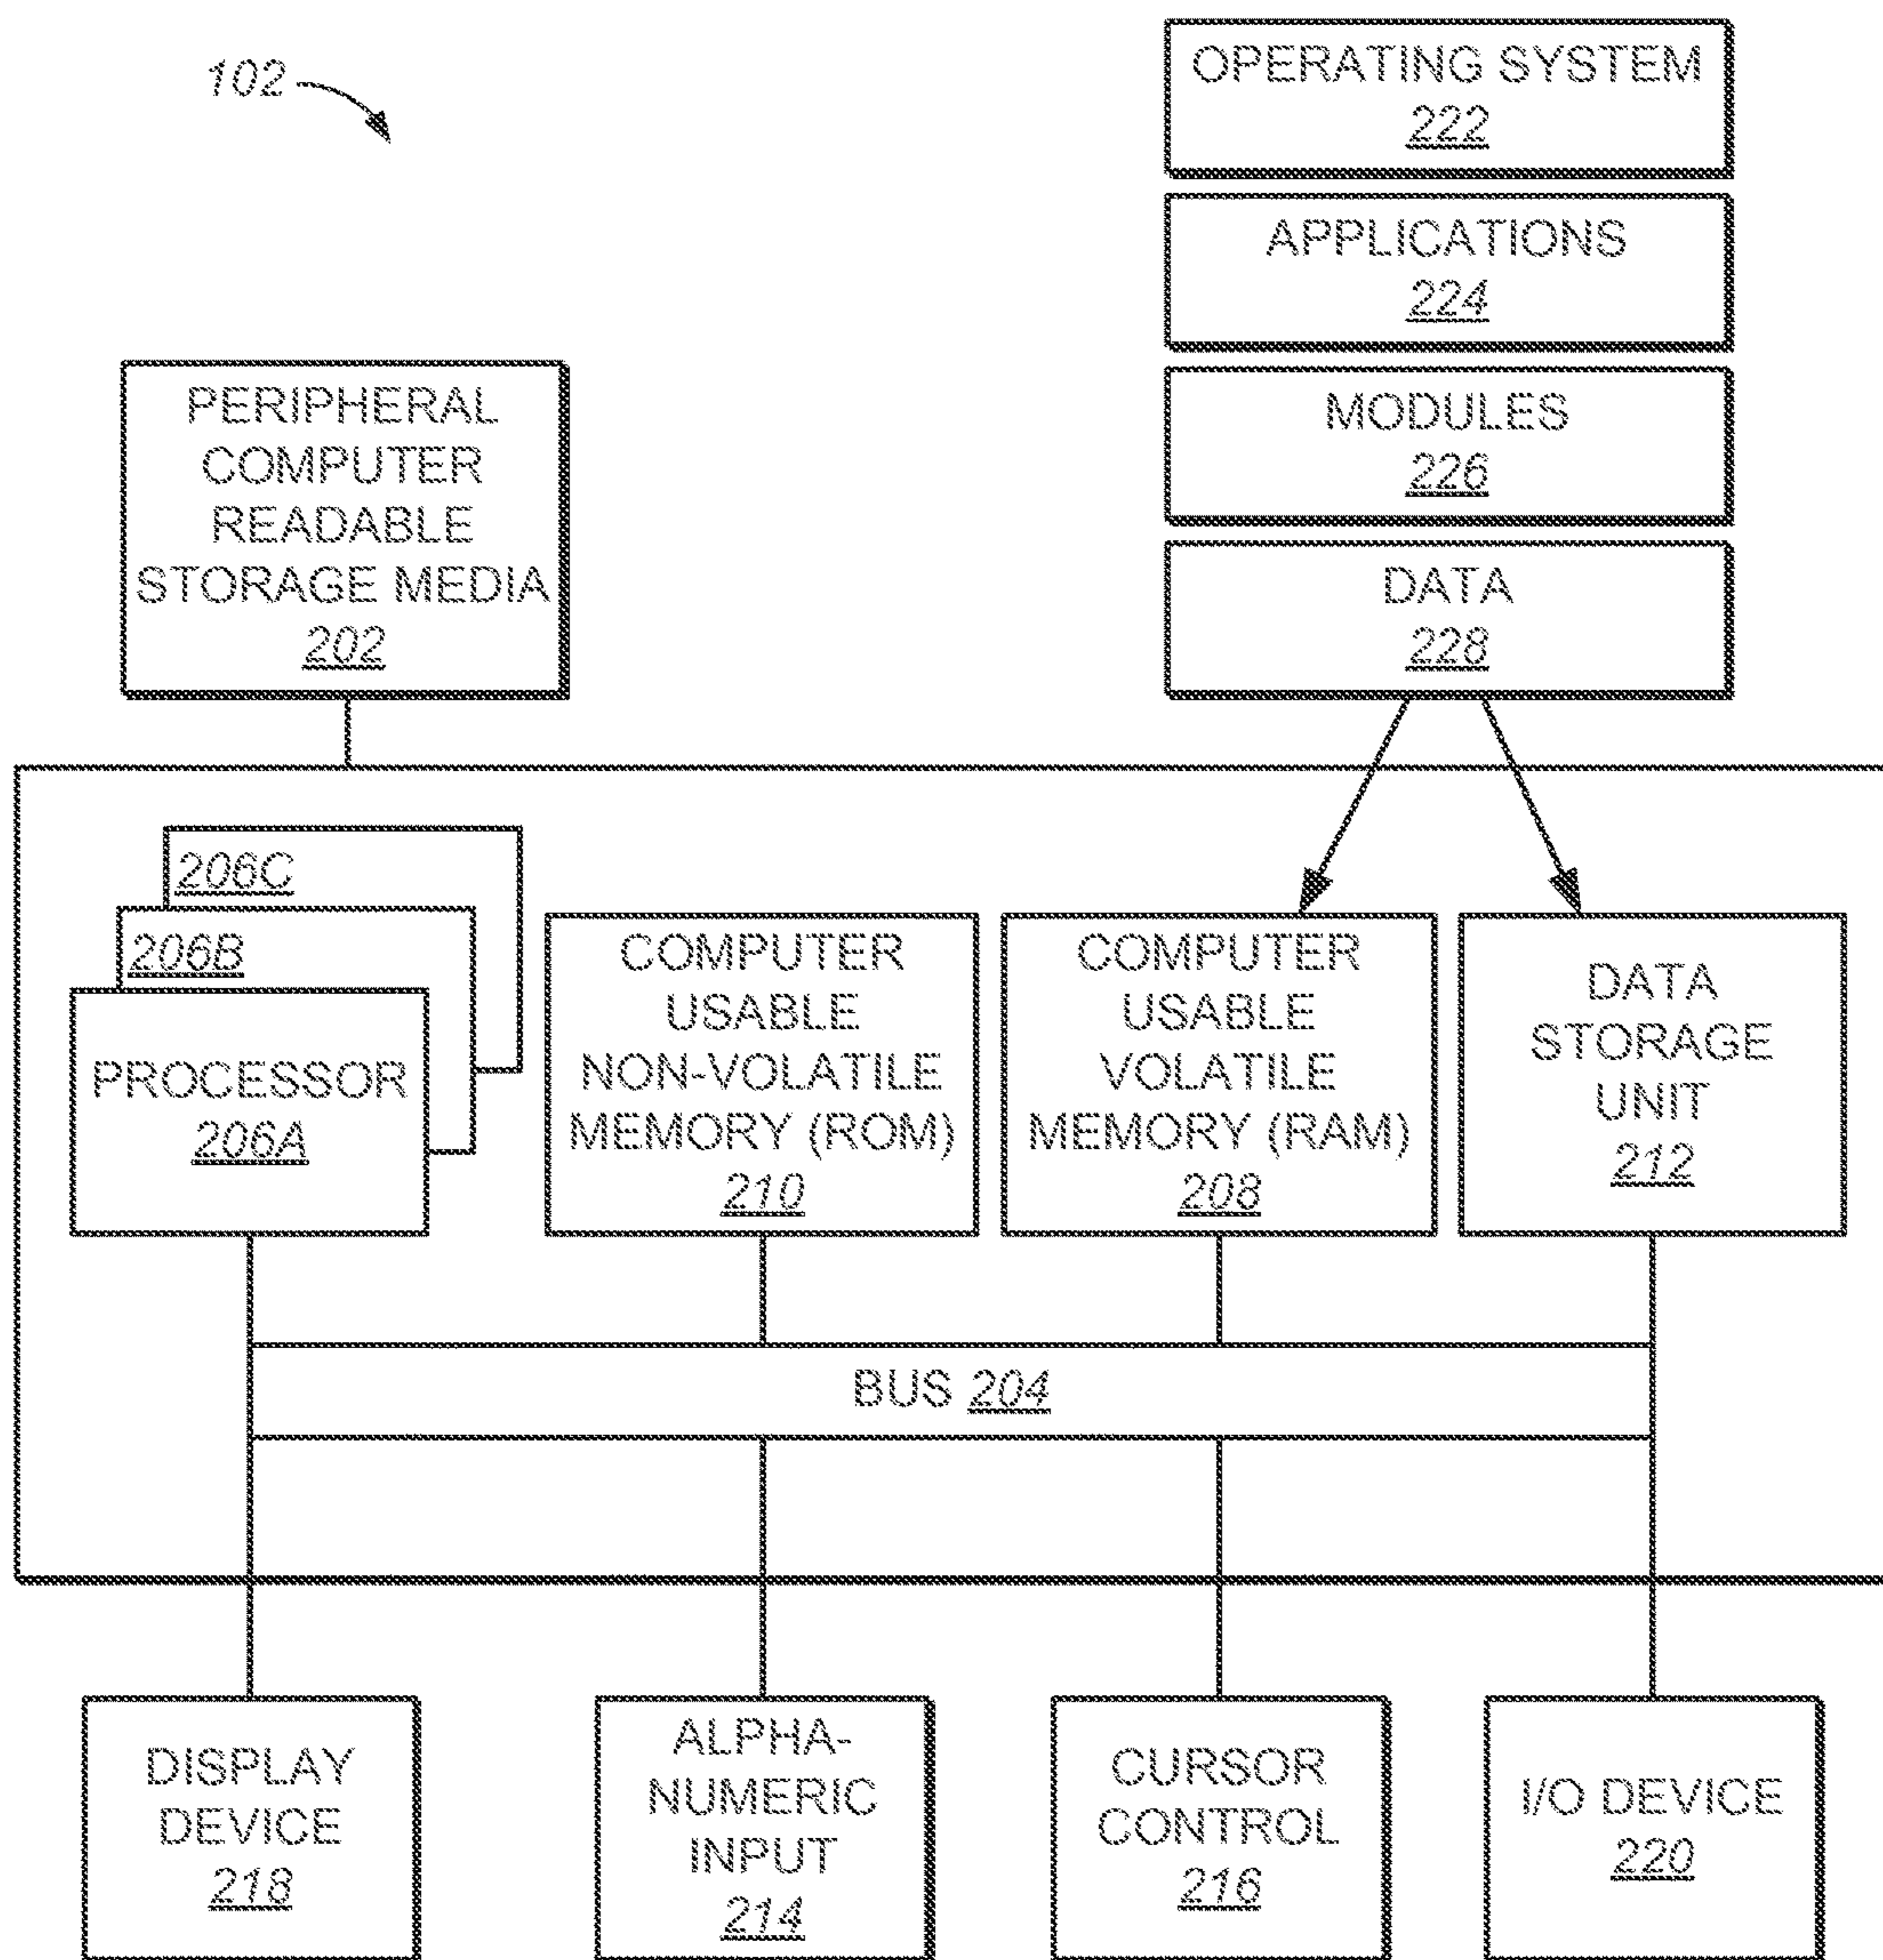 102
OPERATING SYSTEM
222
APPLICATIONS
224
MODULES
226
DATA
228
PERIPHERAL
COMPUTER
READABLE
STORAGE MEDIA
202
206C
206B
PROCESSOR
206A
COMPUTER
USABLE
NON-VOLATILE
MEMORY (ROM)
210
COMPUTER
USABLE
VOLATILE
MEMORY (RAM)
208
DATA
STORAGE
UNIT
212
BUS 204
DISPLAY
DEVICE
218
ALPHA-
NUMERIC
INPUT
214
CURSOR
CONTROL
216
I/O DEVICE
220